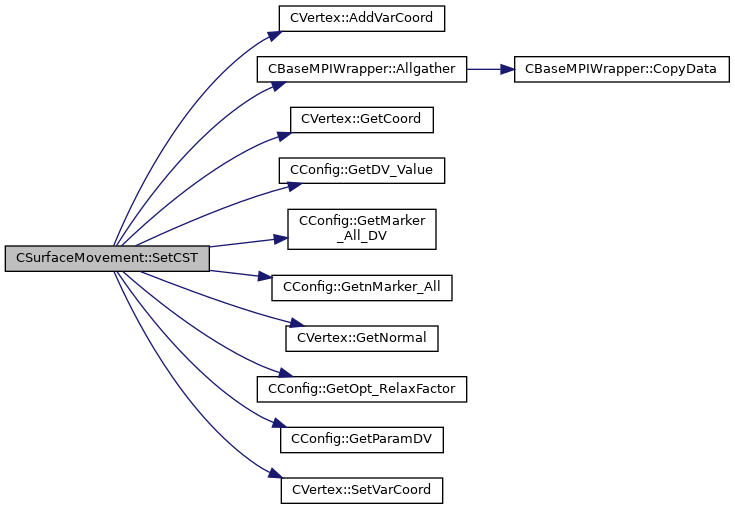 CVertex::AddVarCoord
CBaseMPIWrapper::Allgather
CBaseMPIWrapper::CopyData
CVertex::GetCoord
CConfig::GetDV_Value
CConfig::GetMarker
_All_DV
CSurfaceMovement::SetCST
CConfig::GetnMarker_All
CVertex::GetNormal
CConfig::GetOpt_RelaxFactor
CConfig::GetParamDV
CVertex::SetVarCoord